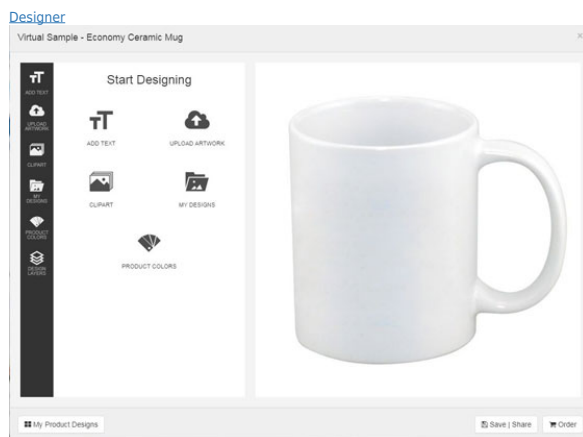 Designer
Virtual Sample - Economy Ceramic Mug
×
ADD TEXT
UPLOAD
ARTWORK
CLIPART
MY
DESIGNS
PRODUCT
COLORS
DESIGN
LAYERS
Start Designing
ADD TEXT
UPLOAD ARTWORK
CLIPART
MY DESIGNS
PRODUCT COLORS
My Product Designs
Save | Share
Order